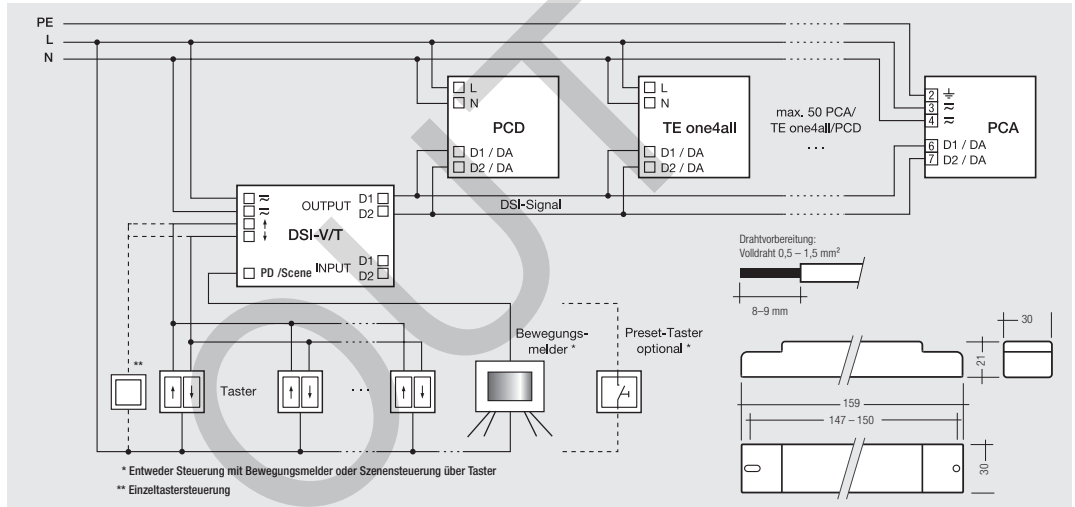 PE
L
N
L
N
PCD
D1 / DA
D2 / DA
L
N
TE one4all
D1 / DA
D2 / DA
max. 50 PCA/
TE one4all/PCD
...
2
3
4
PCA
6 D1 / DA
7 D2 / DA
OUTPUT D1
D2
DSI-Signal
DSI-V/T
INPUT D1
D2
PD /Scene
Drahtvorbereitung:
Volldraht 0,5 – 1,5 mm²
8–9 mm
Bewegungs-
melder *
Preset-Taster
optional *
**
Taster
...
30
21
159
147 – 150
30
* Entweder Steuerung mit Bewegungsmelder oder Szenensteuerung über Taster
** Einzeltastersteuerung
OUT